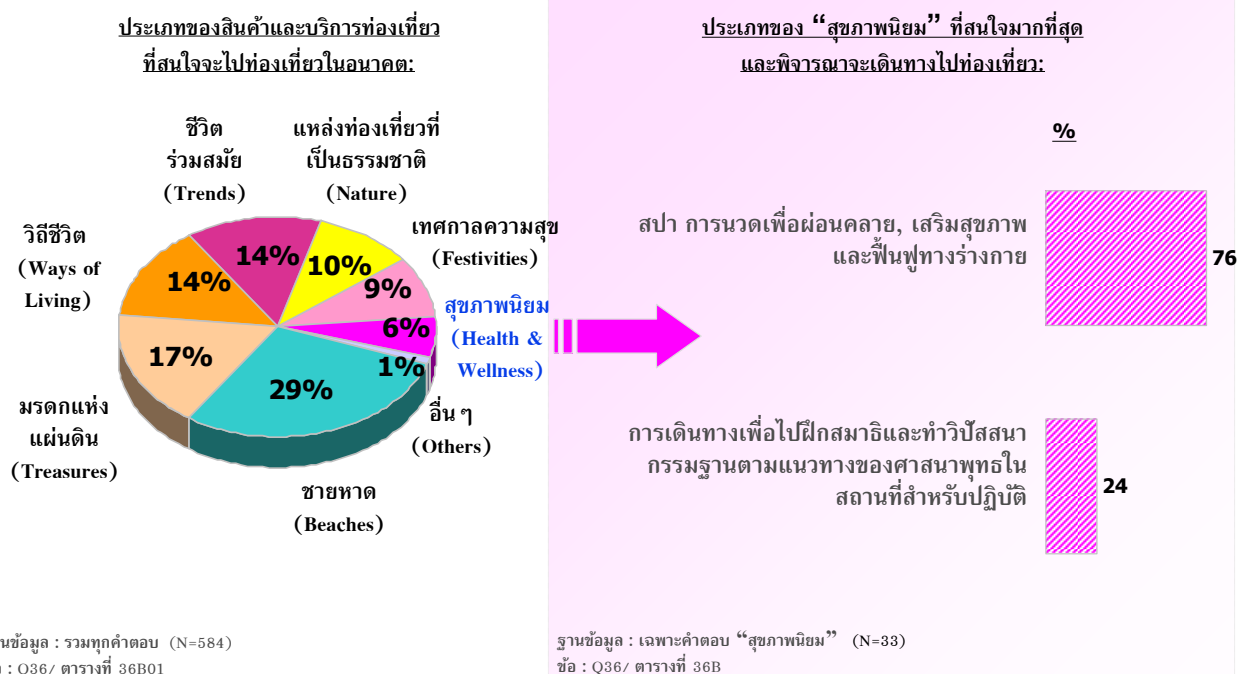 ประเภทของสินค้าและบริการท่องเที่ยว
ที่สนใจจะไปท่องเที่ยวในอนาคต:
ชีวิต
ร่วมสมัย
(Trends)
แหล่งท่องเที่ยวที่
เป็นธรรมชาติ
(Nature)
วิถีชีวิต
(Ways of
Living)
เทศกาลความสุข
(Festivities)
สุขภาพนิยม
(Health &
Wellness)
14%
10%
14%
9%
6%
17%
1%
29%
มรดกแห่ง
แผ่นดิน
(Treasures)
อื่น ๆ
(Others)
ชายหาด
(Beaches)
นข้อมูล : รวมทุกคำตอบ (N=584)
: Q36/ ตารางที่ 36B01
ประเภทของ “สุขภาพนิยม” ที่สนใจมากที่สุด
และพิจารณาจะเดินทางไปท่องเที่ยว:
%
สปา การนวดเพื่อผ่อนคลาย, เสริมสุขภาพ
และฟื้นฟูทางร่างกาย
76
การเดินทางเพื่อไปฝึกสมาธิและทำวิปัสสนา
กรรมฐานตามแนวทางของศาสนาพุทธใน
สถานที่สำหรับปฏิบัติ
24
ฐานข้อมูล : เฉพาะคำตอบ “สุขภาพนิยม” (N=33)
ข้อ : Q36/ ตารางที่ 36B